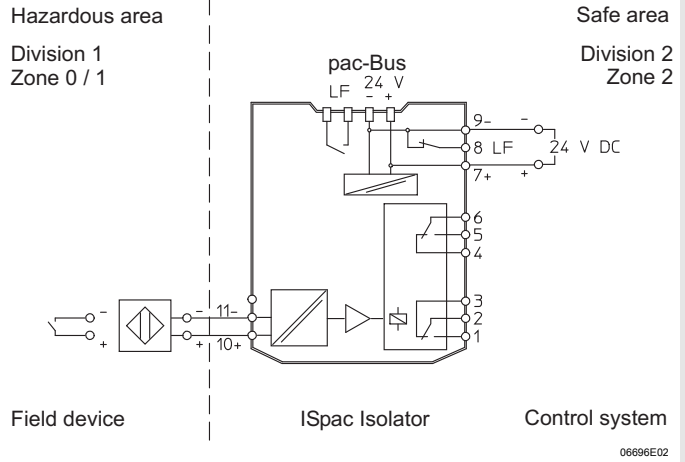 Hazardous area
Safe area
Division 1
Zone 0 / 1
Division 2
Zone 2
pac-Bus
LF 24 V
- +
9- -
8 LF 24 V DC
7+ +
6
5
4
3
2
1
- - 11-
+ + 10+
Field device
ISpac Isolator
Control system
06696E02